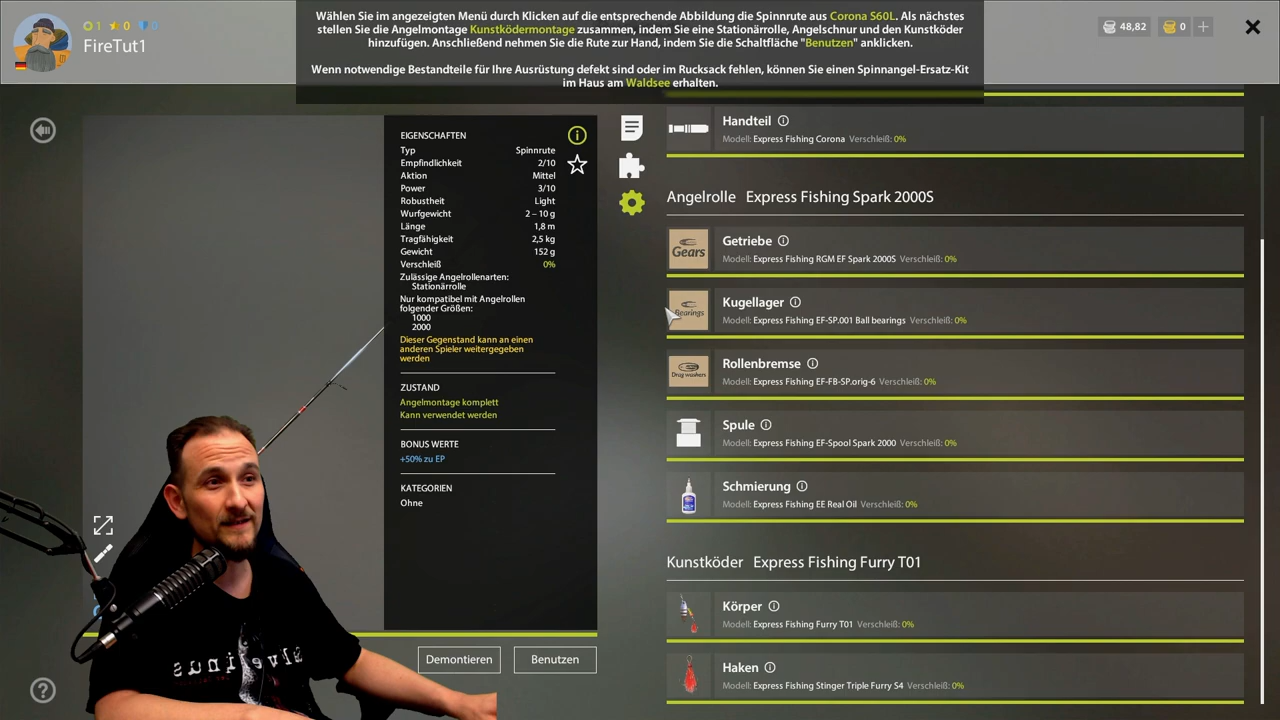 1 0 0
FireTut1
Wählen Sie im angezeigten Menü durch Klicken auf die entsprechende Abbildung die Spinnrute aus Corona S60L. Als nächstes
stellen Sie die Angelmontage Kunstködermontage zusammen, indem Sie eine Stationärrolle, Angelschnur und den Kunstköder
hinzufügen. Anschließend nehmen Sie die Rute zur Hand, indem Sie die Schaltfläche "Benutzen" anklicken.
Wenn notwendige Bestandteile für Ihre Ausrüstung defekt sind oder im Rucksack fehlen, können Sie einen Spinnangel-Ersatz-Kit
im Haus am Waldsee erhalten.
48,82 0
EIGENSCHAFTEN
Typ Spinnrute
Empfindlichkeit 2/10
Aktion Mittel
Power 3/10
Robustheit Light
Wurfgewicht 2 – 10 g
Länge 1,8 m
Tragfähigkeit 2,5 kg
Gewicht 152 g
Verschleiß 0%
Zulässige Angelrollenarten:
Stationärrolle
Nur kompatibel mit Angelrollen
folgender Größen:
1000
2000
Dieser Gegenstand kann an einen
anderen Spieler weitergegeben
werden
ZUSTAND
Angelmontage komplett
Kann verwendet werden
BONUS WERTE
+50% zu EP
KATEGORIEN
Ohne
Demontieren Benutzen
Handteil
Modell: Express Fishing Corona Verschleiß: 0%
Angelrolle Express Fishing Spark 2000S
Gears
Getriebe
Modell: Express Fishing RGM EF Spark 2000S Verschleiß: 0%
Bearings
Kugellager
Modell: Express Fishing EF-SP.001 Ball bearings Verschleiß: 0%
Drag washers
Rollenbremse
Modell: Express Fishing EF-FB-SP.orig-6 Verschleiß: 0%
Spule
Modell: Express Fishing EF-Spool Spark 2000 Verschleiß: 0%
Schmierung
Modell: Express Fishing EE Real Oil Verschleiß: 0%
Kunstköder Express Fishing Furry T01
Körper
Modell: Express Fishing Furry T01 Verschleiß: 0%
Haken
Modell: Express Fishing Stinger Triple Furry S4 Verschleiß: 0%